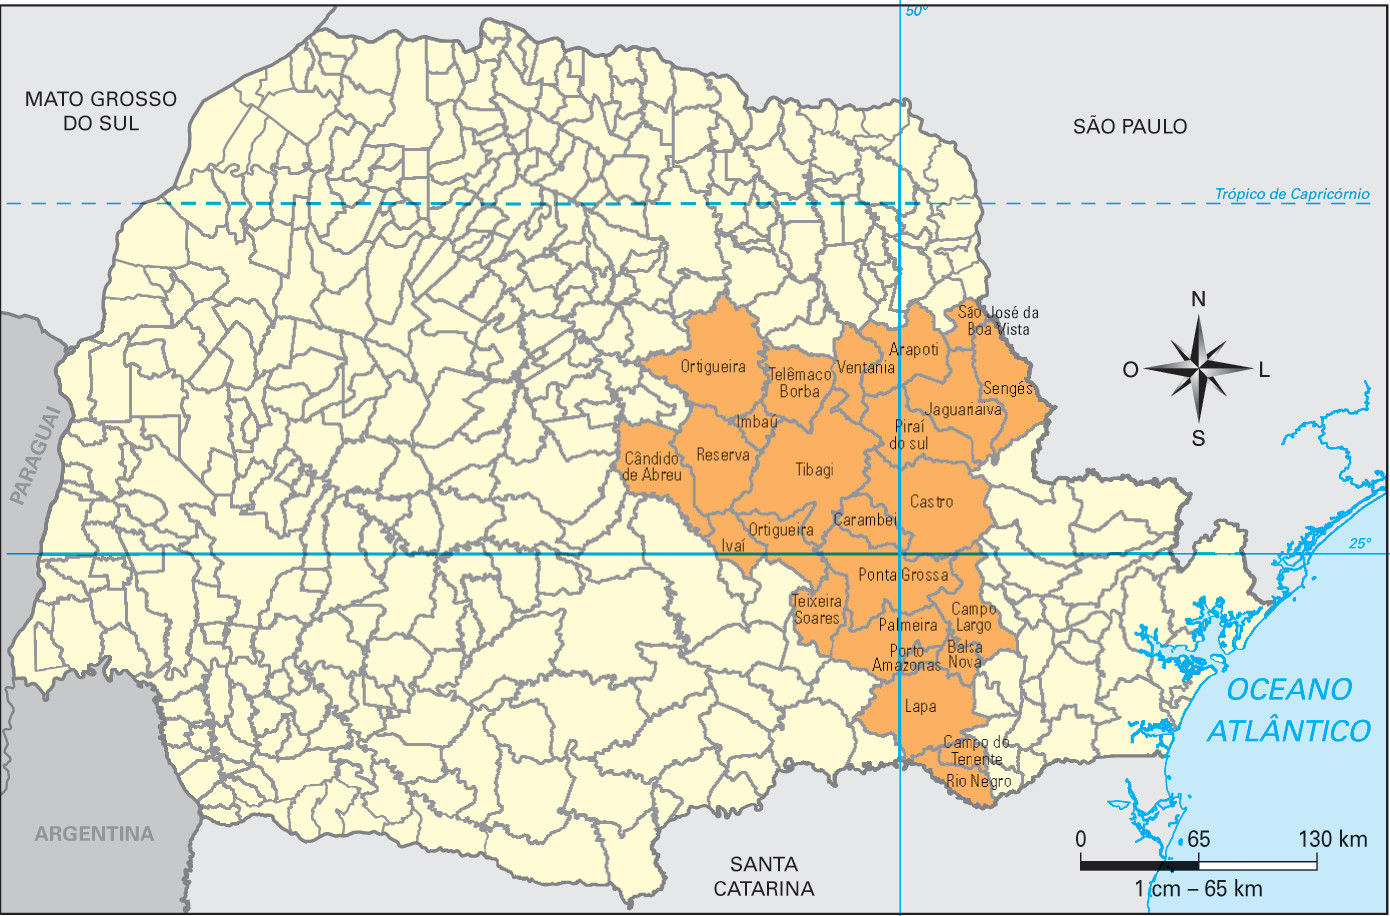 50°
MATO GROSSO
DO SUL
SÃO PAULO
Trópico de Capricórnio
N
O
L
S
São José da
Boa Vista
Arapoti
Ventania
Ortigueira
Telêmaco
Borba
Sengés
Jaguariaiva
Imbaú
Piraí
do sul
Reserva
Cândido
de Abreu
Tibagi
Castro
Carambeí
Ortigueira
Ivaí
25°
PARAGUAI
Ponta Grossa
Teixeira
Soares
Campo
Largo
Palmeira
Porto
Amazonas
Balsa
Nova
Lapa
OCEANO
ATLÂNTICO
Campo do
Tenente
Rio Negro
ARGENTINA
SANTA
CATARINA
0 65 130 km
1 cm – 65 km